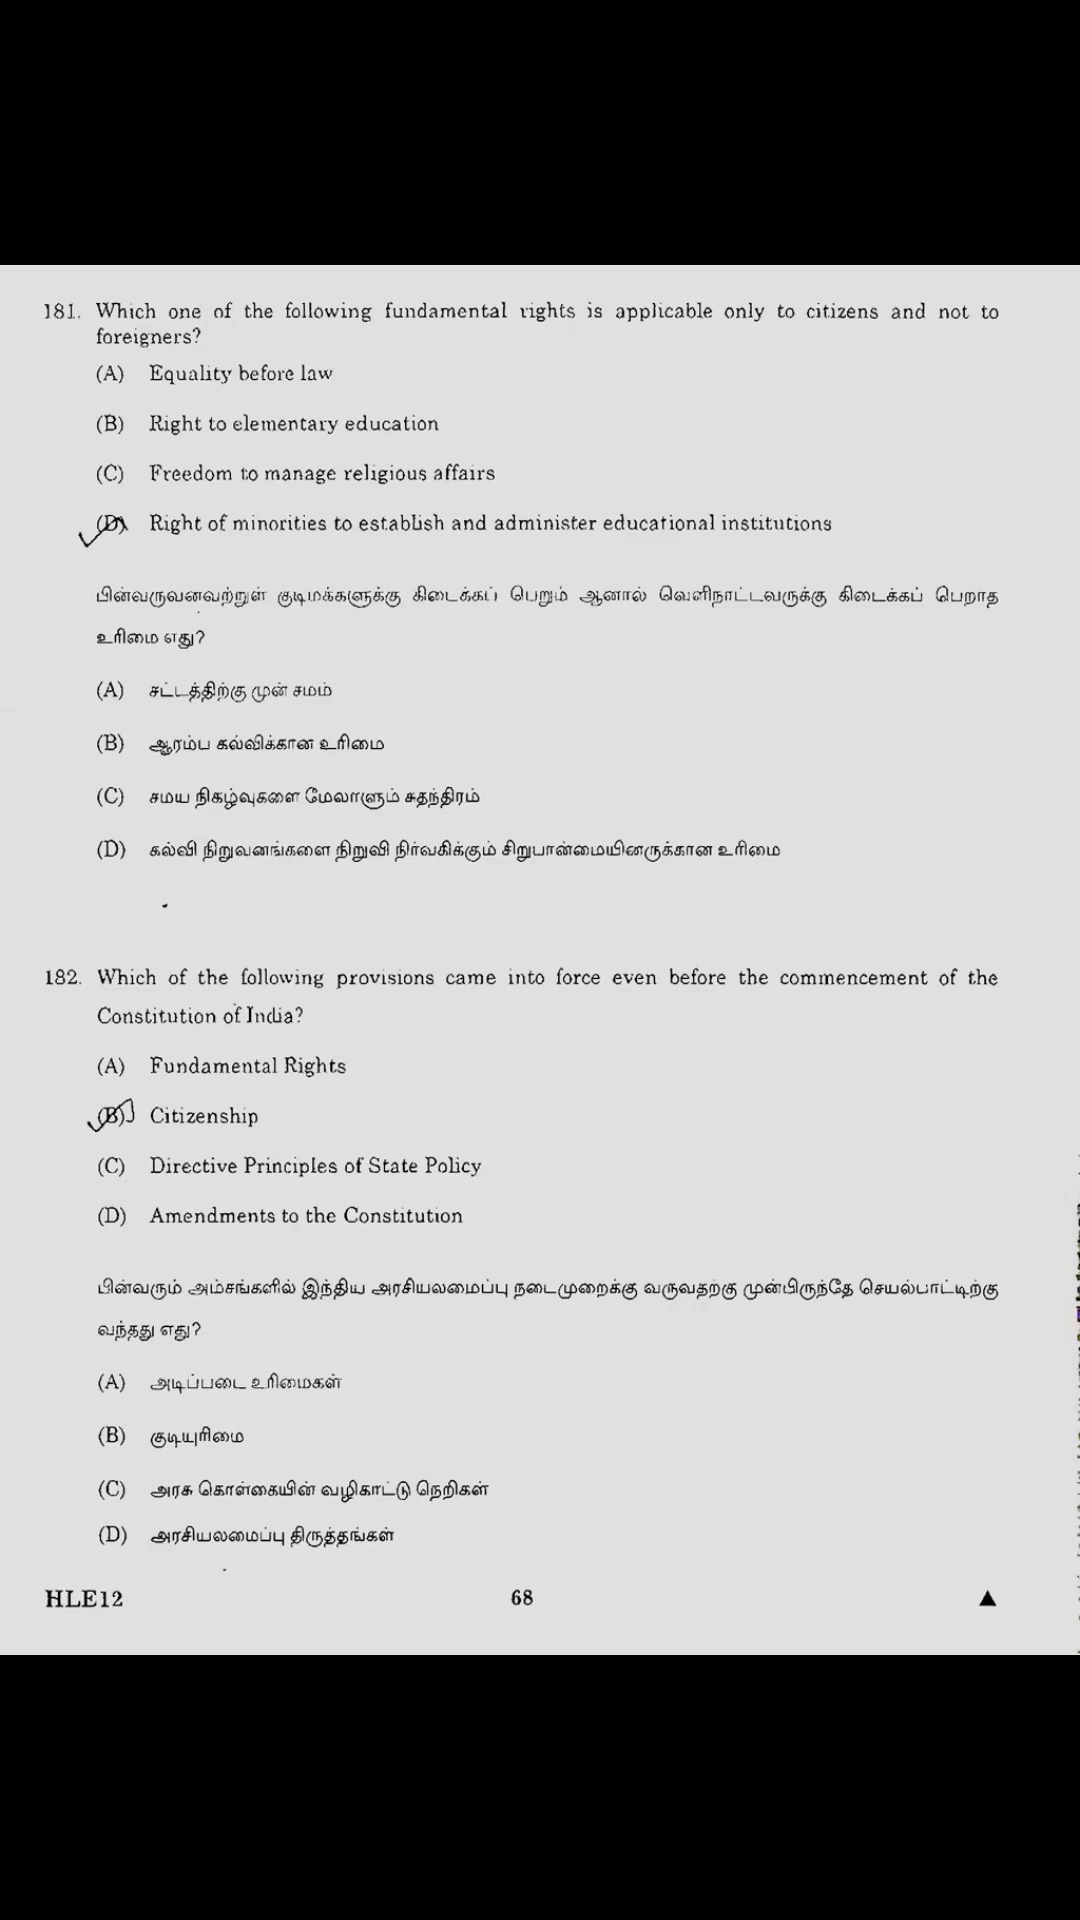 181. Which one of the following fundamental rights is applicable only to citizens and not to
foreigners?
(A) Equality before law
(B) Right to elementary education
(C) Freedom to manage religious affairs
(D) Right of minorities to establish and administer educational institutions
பின்வருவனவற்றுள் குடிமக்களுக்கு கிடைக்கப் பெறும் ஆனால் வெளிநாட்டவருக்கு கிடைக்கப் பெறாத
உரிமை எது?
(A) சட்டத்திற்கு முன் சமம்
(B) ஆரம்ப கல்விக்கான உரிமை
(C) சமய நிகழ்வுகளை மேலாளும் சுதந்திரம்
(D) கல்வி நிறுவனங்களை நிறுவி நிர்வகிக்கும் சிறுபான்மையினருக்கான உரிமை
182. Which of the following provisions came into force even before the commencement of the
Constitution of India?
(A) Fundamental Rights
(B) Citizenship
(C) Directive Principles of State Policy
(D) Amendments to the Constitution
பின்வரும் அம்சங்களில் இந்திய அரசியலமைப்பு நடைமுறைக்கு வருவதற்கு முன்பிருந்தே செயல்பாட்டிற்கு
வந்தது எது?
(A) அடிப்படை உரிமைகள்
(B) குடியுரிமை
(C) அரசு கொள்கையின் வழிகாட்டு நெறிகள்
(D) அரசியலமைப்பு திருத்தங்கள்
HLE12 68 ▲